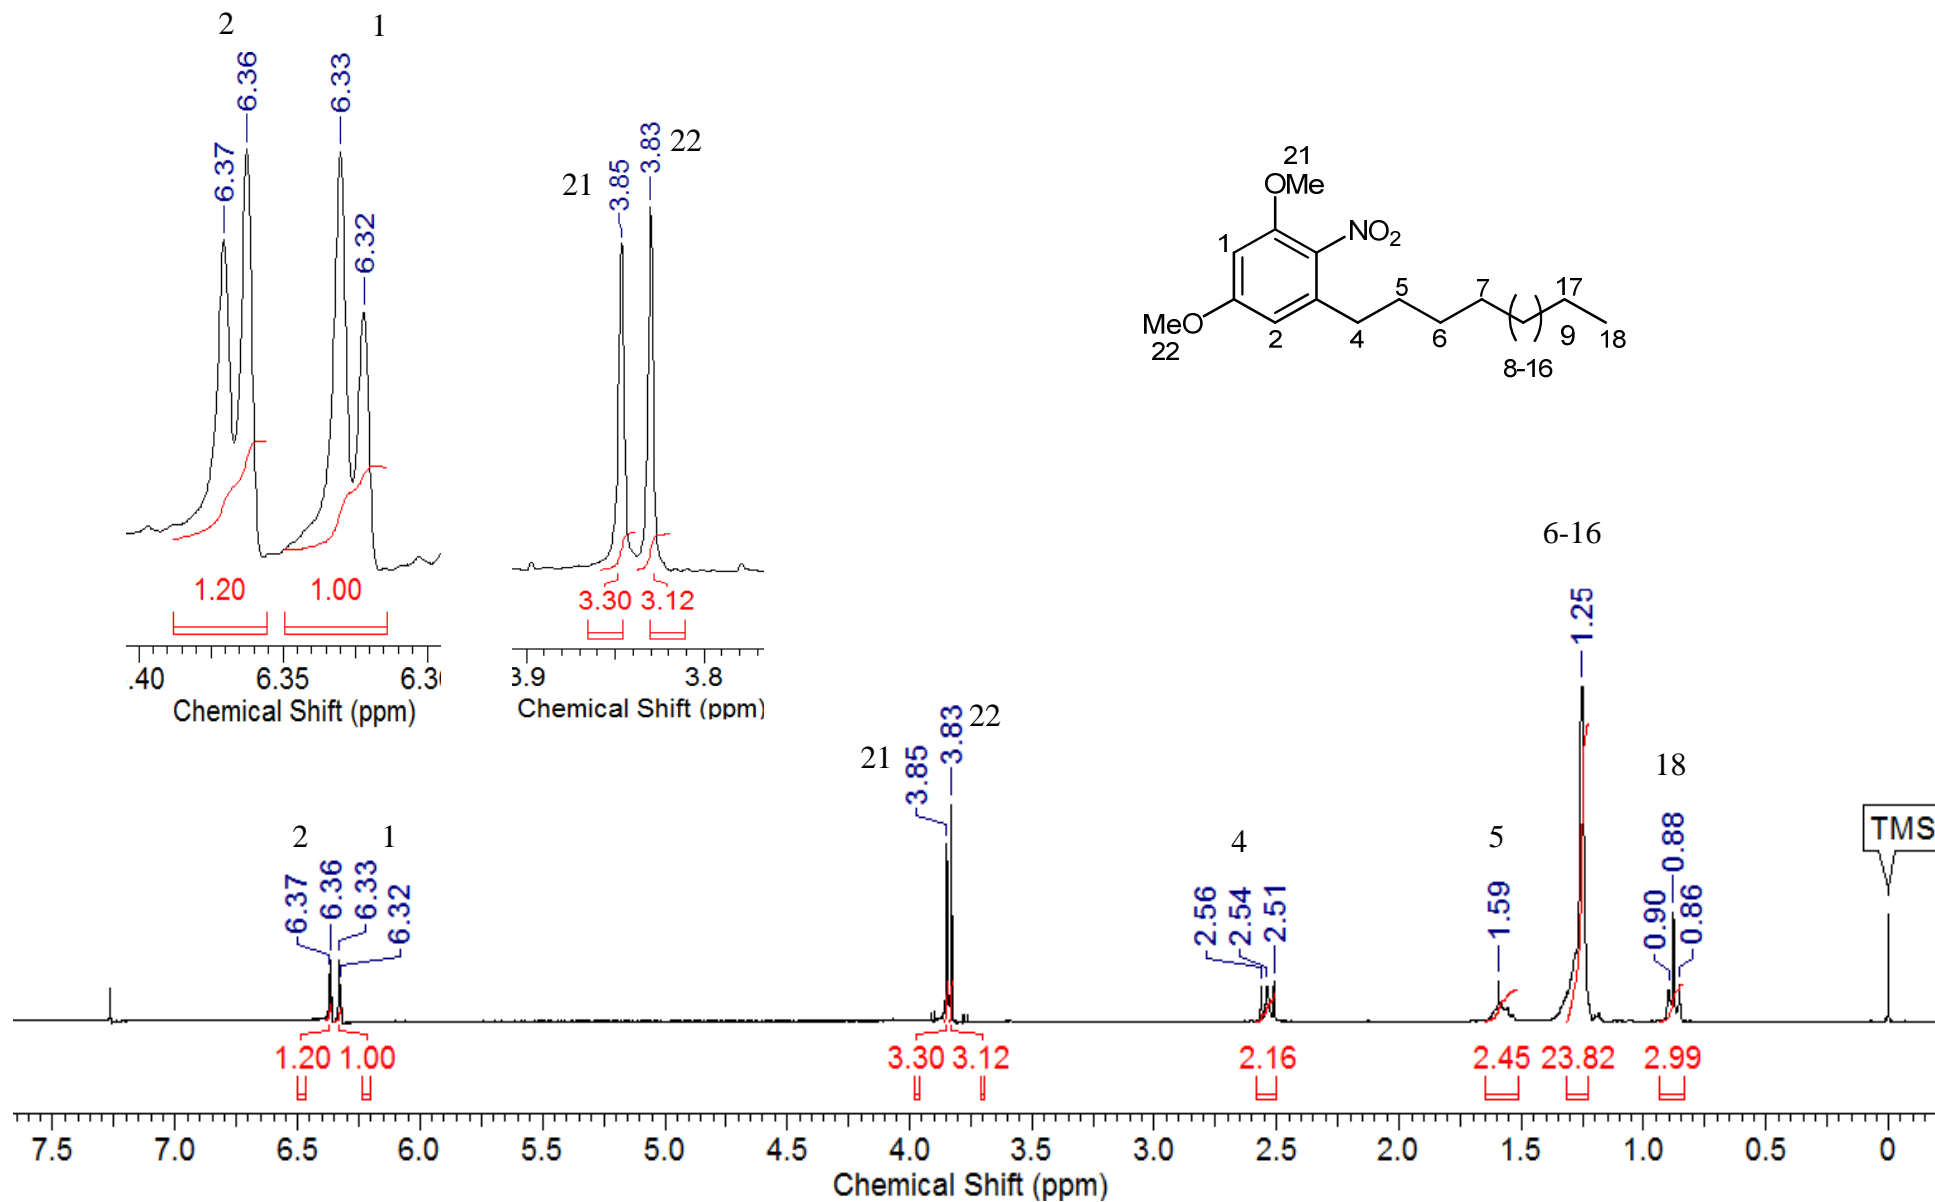 2 1
6.37 6.36 6.33 6.32
1.20 1.00
.40 6.35 6.30
Chemical Shift (ppm)
21 3.85 3.83 22
3.30 3.12
3.9 3.8
Chemical Shift (ppm)
21
OMe
1 NO2
5 7 17
MeO
22 2 4 6 9 18
8-16
6-16
1.25
21 3.85 3.83 22
18
2 1
4
5
TMS
6.37 6.36 6.33 6.32
2.56 2.54 2.51
1.59
0.90 0.88 0.86
1.20 1.00 3.30 3.12 2.16 2.45 23.82 2.99
7.5 7.0 6.5 6.0 5.5 5.0 4.5 4.0 3.5 3.0 2.5 2.0 1.5 1.0 0.5 0
Chemical Shift (ppm)